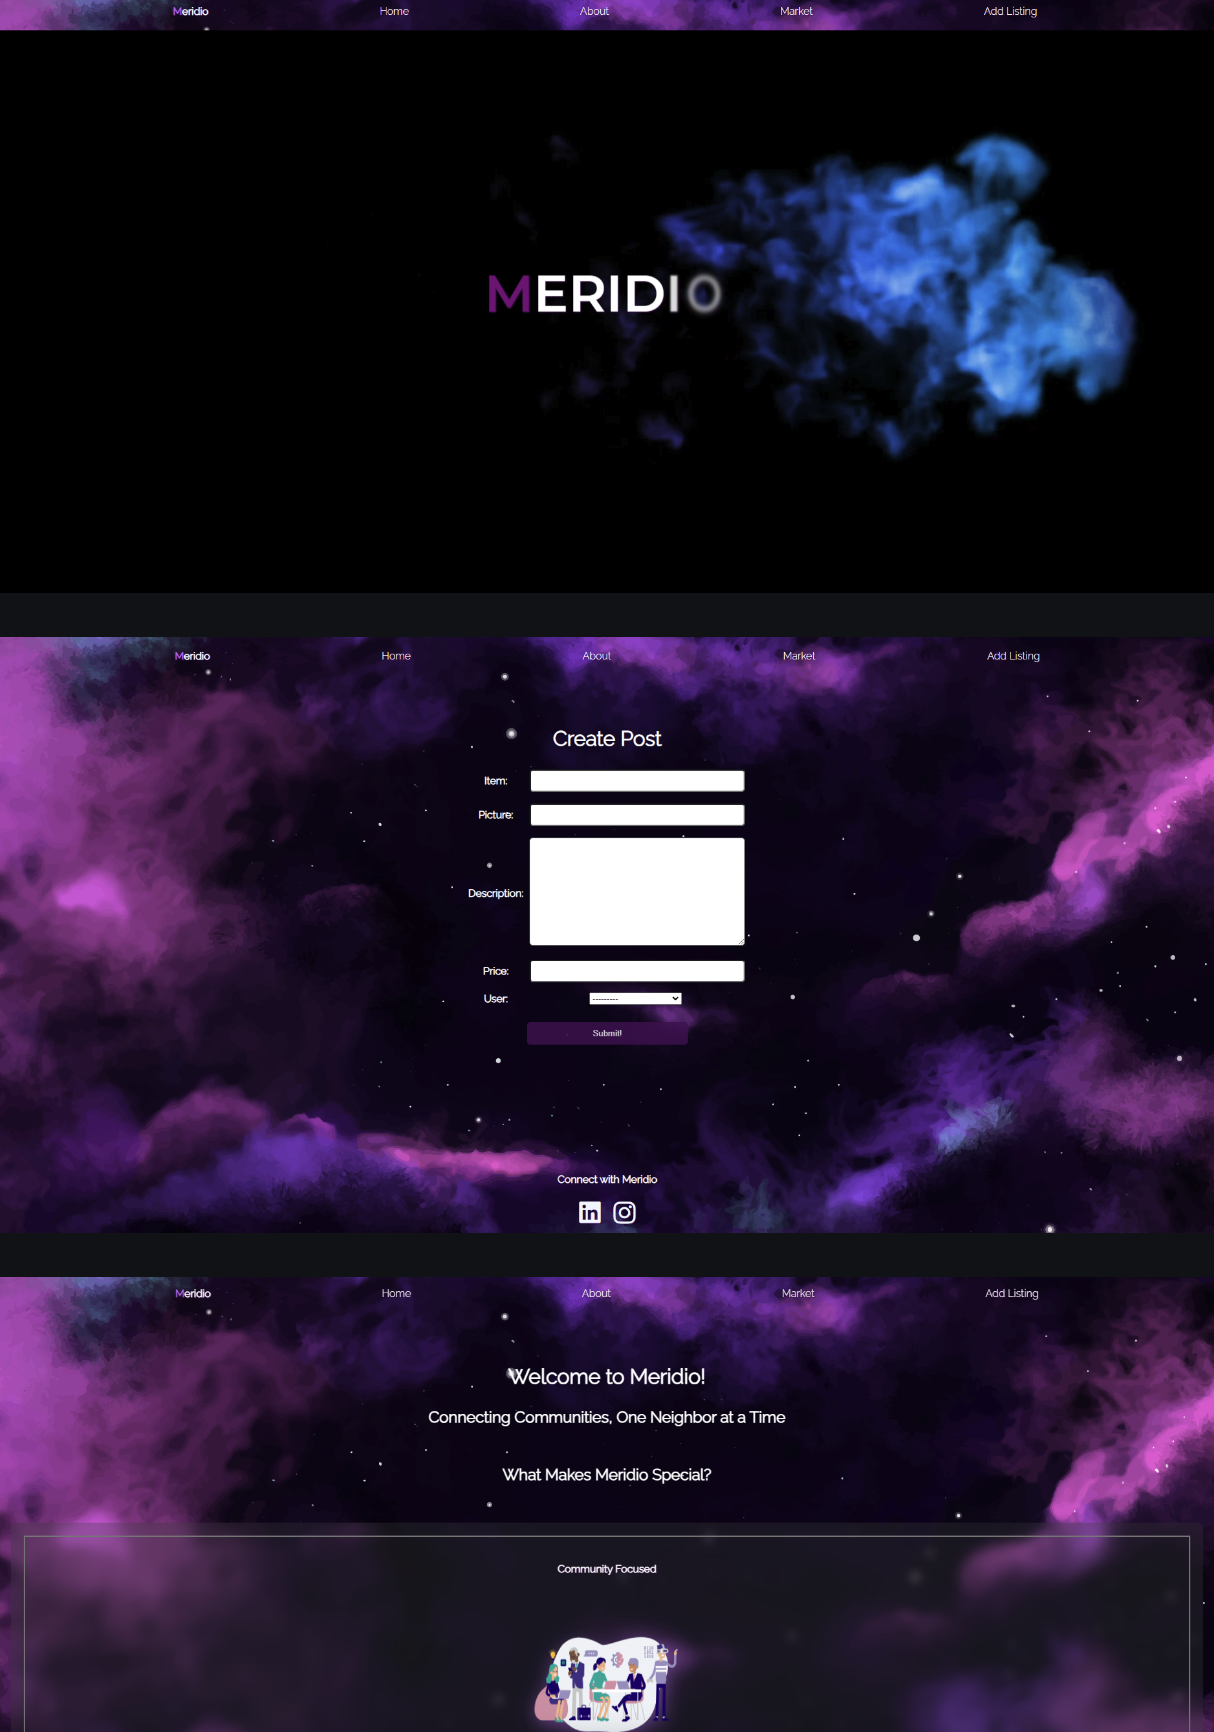 Meridio Home About Market Add Listing
MERIDIO
Meridio Home About Market Add Listing
Create Post
Item:
Picture:
Description:
Price:
User: ---------
Submit!
Connect with Meridio
in
Meridio Home About Market Add Listing
Welcome to Meridio!
Connecting Communities, One Neighbor at a Time
What Makes Meridio Special?
Community Focused